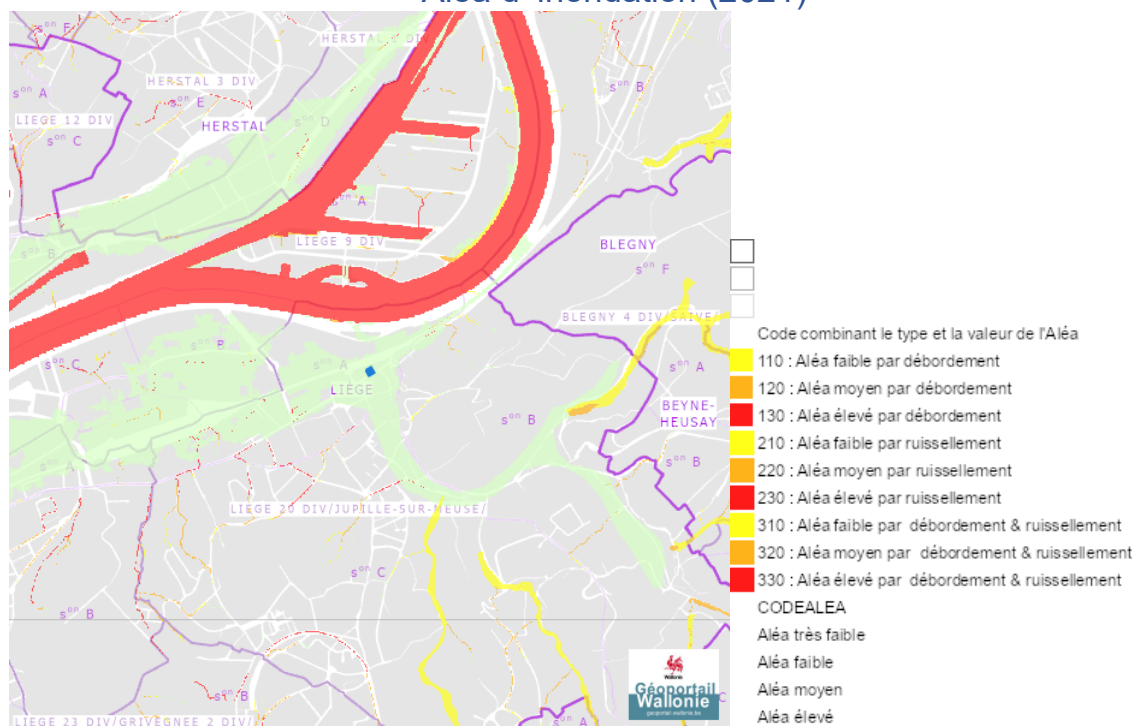 Aléa d' inondation (2021)
HERSTAL 1 DIV
sᵒⁿ F
HERSTAL 3 DIV
sᵒⁿ A
sᵒⁿ E
sᵒⁿ B
LIEGE 12 DIV
HERSTAL
sᵒⁿ D
sᵒⁿ C
sᵒⁿ A
LIEGE 9 DIV
BLEGNY
sᵒⁿ B
sᵒⁿ F
BLEGNY 4 DIV/SAIVE/
sᵒⁿ B
sᵒⁿ C
sᵒⁿ A
sᵒⁿ A
LIÈGE
BEYNE-
HEUSAY
sᵒⁿ B
sᵒⁿ A
sᵒⁿ B
LIEGE 20 DIV/JUPILLE-SUR-MEUSE/
sᵒⁿ C
sᵒⁿ B
sᵒⁿ B
LIEGE 23 DIV/GRIVEGNEE 2 DIV/
sᵒⁿ A
C
Wallonie
Géoportail
Wallonie
geoportail.wallonie.be
Code combinant le type et la valeur de l'Aléa
110 : Aléa faible par débordement
120 : Aléa moyen par débordement
130 : Aléa élevé par débordement
210 : Aléa faible par ruissellement
220 : Aléa moyen par ruissellement
230 : Aléa élevé par ruissellement
310 : Aléa faible par débordement & ruissellement
320 : Aléa moyen par débordement & ruissellement
330 : Aléa élevé par débordement & ruissellement
CODEALEA
Aléa très faible
Aléa faible
Aléa moyen
Aléa élevé